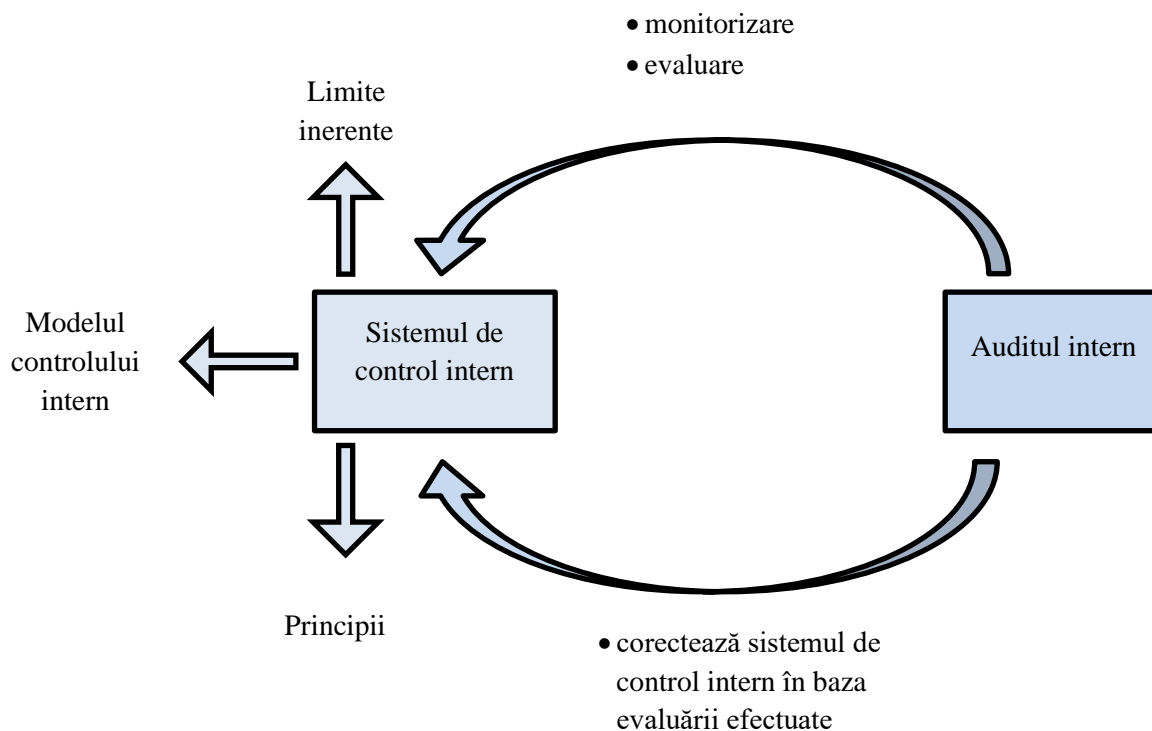 • monitorizare
• evaluare
Limite
inerente
Modelul
controlului
intern
Sistemul de
control intern
Auditul intern
Principii
• corectează sistemul de
control intern în baza
evaluării efectuate